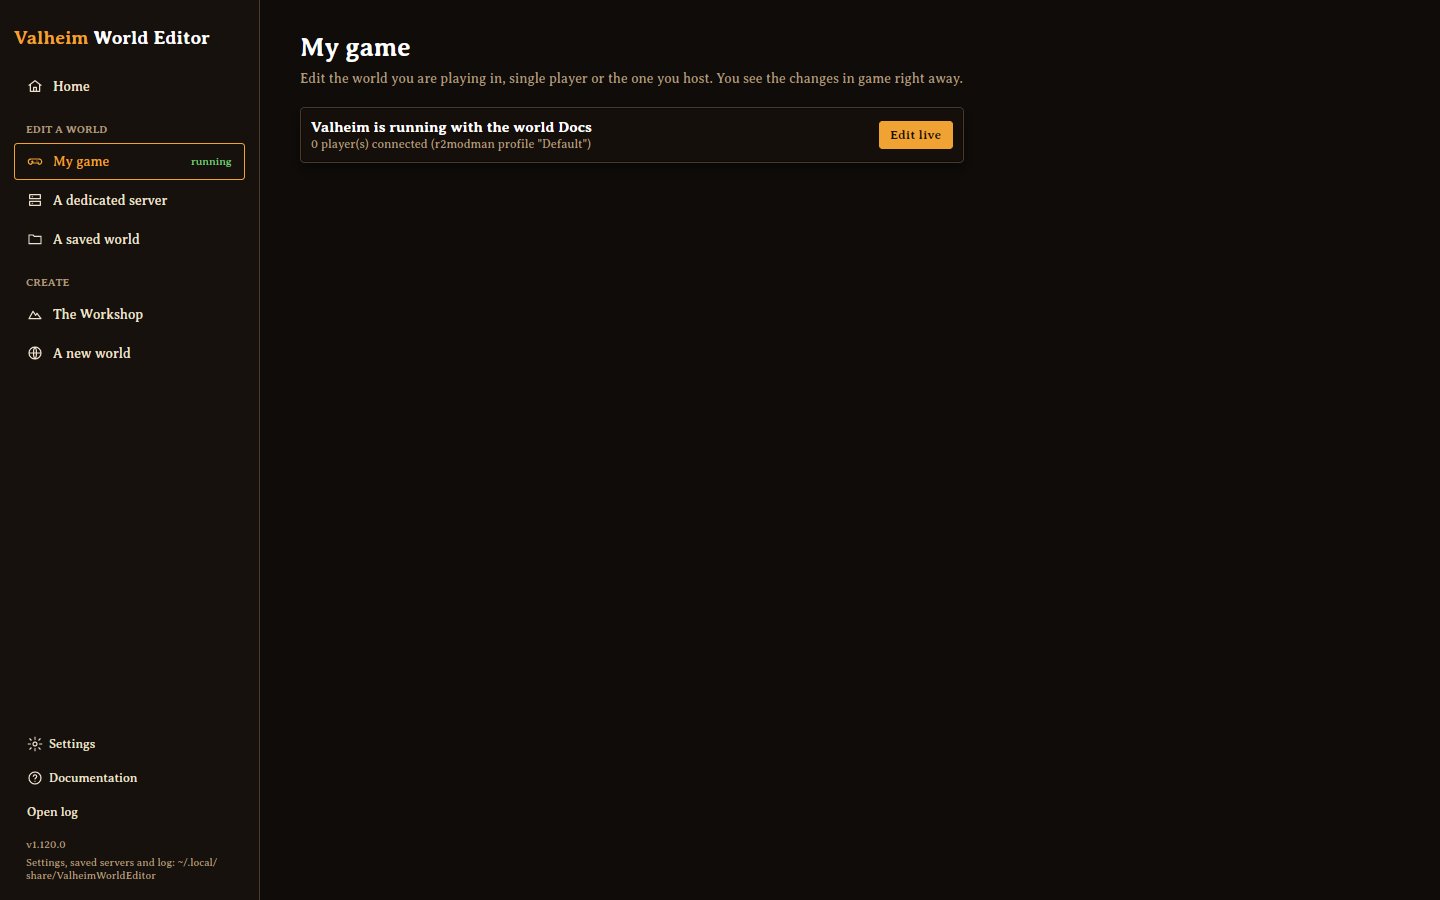 Valheim World Editor
Home
EDIT A WORLD
My game
running
A dedicated server
A saved world
CREATE
The Workshop
A new world
Settings
Documentation
Open log
v1.120.0
Settings, saved servers and log: ~/.local/
share/ValheimWorldEditor
My game
Edit the world you are playing in, single player or the one you host. You see the changes in game right away.
Valheim is running with the world Docs
0 player(s) connected (r2modman profile "Default")
Edit live